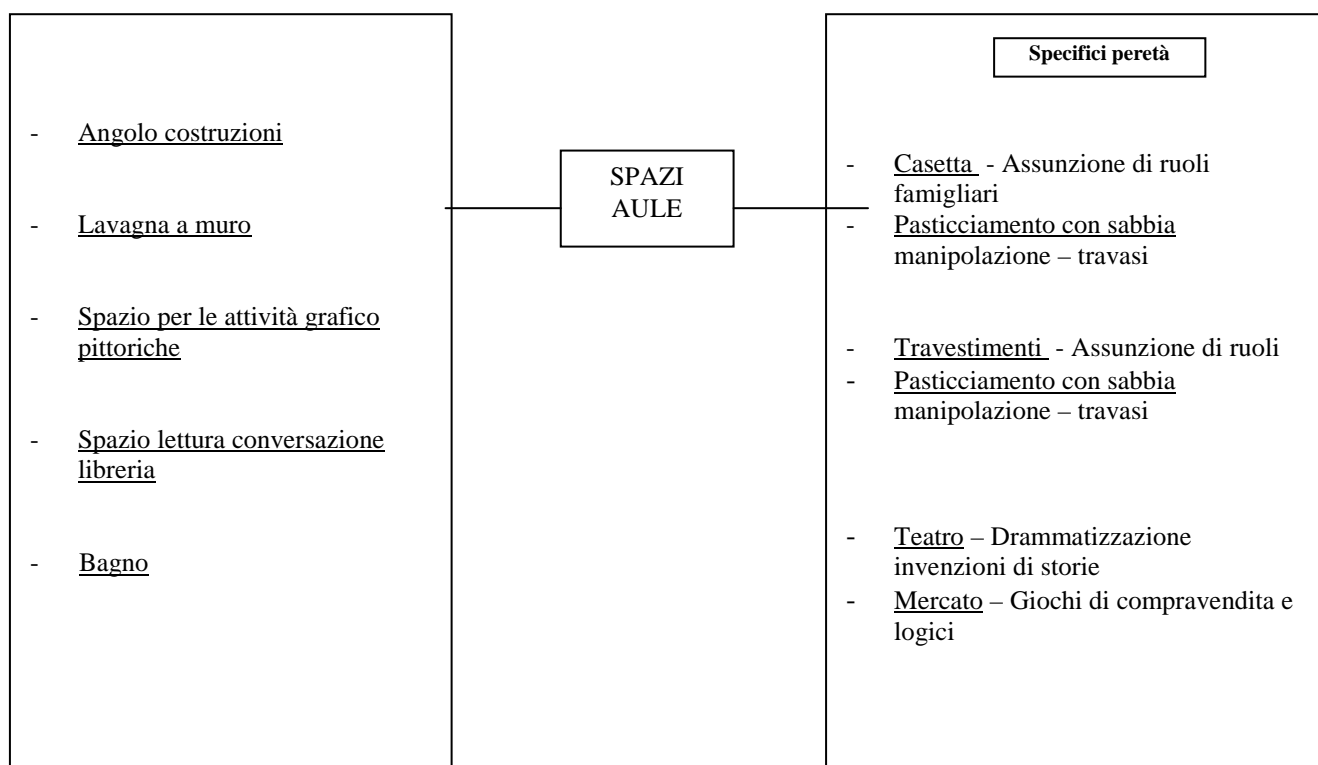 - Angolo costruzioni
- Lavagna a muro
- Spazio per le attività grafico
pittoriche
- Spazio lettura conversazione
libreria
- Bagno
SPAZI
AULE
Specifici peretà
- Casetta - Assunzione di ruoli
famigliari
- Pasticciamento con sabbia
manipolazione – travasi
- Travestimenti - Assunzione di ruoli
- Pasticciamento con sabbia
manipolazione – travasi
- Teatro – Drammatizzazione
invenzioni di storie
- Mercato – Giochi di compravendita e
logici